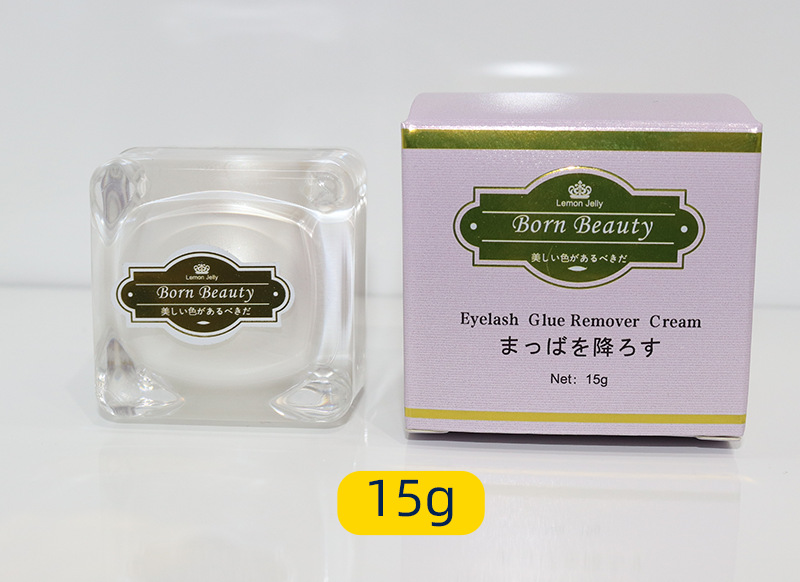 Lemon Jelly
Born Beauty
美しい色があるべきだ
Lemon Jelly
Born Beauty
美しい色があるべきだ
Eyelash Glue Remover Cream
まっばを降ろす
Net: 15g
15g